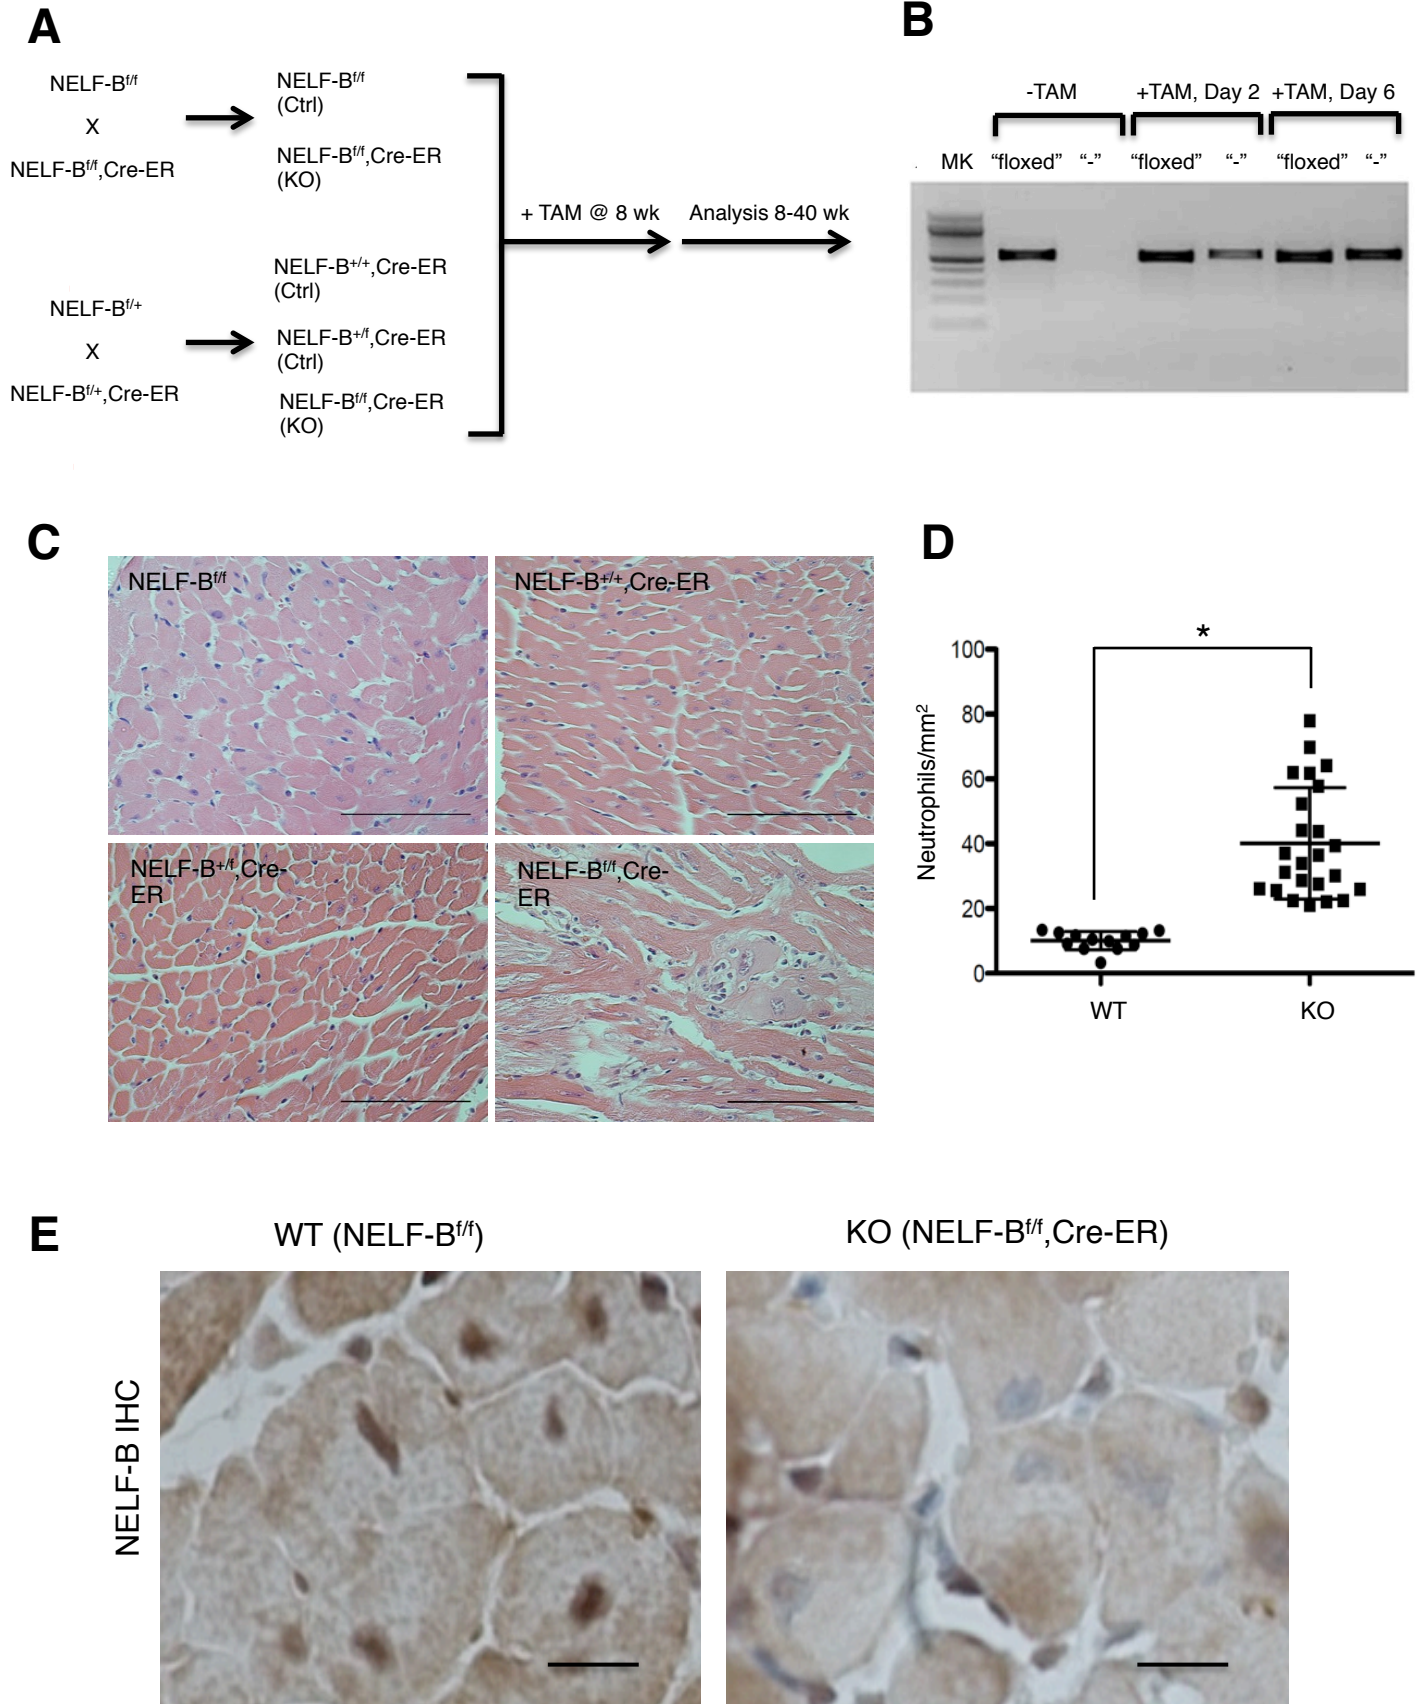 A
NELF-Bf/f
X
NELF-Bf/f,Cre-ER
NELF-Bf/f
(Ctrl)
NELF-Bf/f,Cre-ER
(KO)
NELF-Bf/+
X
NELF-Bf/+,Cre-ER
NELF-B+/+,Cre-ER
(Ctrl)
NELF-B+/f,Cre-ER
(Ctrl)
NELF-Bf/f,Cre-ER
(KO)
+ TAM @ 8 wk
Analysis 8-40 wk
B
-TAM +TAM, Day 2 +TAM, Day 6
MK “floxed” “-” “floxed” “-” “floxed” “-”
C
NELF-Bf/f
NELF-B+/+,Cre-ER
NELF-B+/f,Cre-
ER
NELF-Bf/f,Cre-
ER
D
*
Neutrophils/mm2
100
80
60
40
20
0
WT KO
E
WT (NELF-Bf/f)
KO (NELF-Bf/f,Cre-ER)
NELF-B IHC